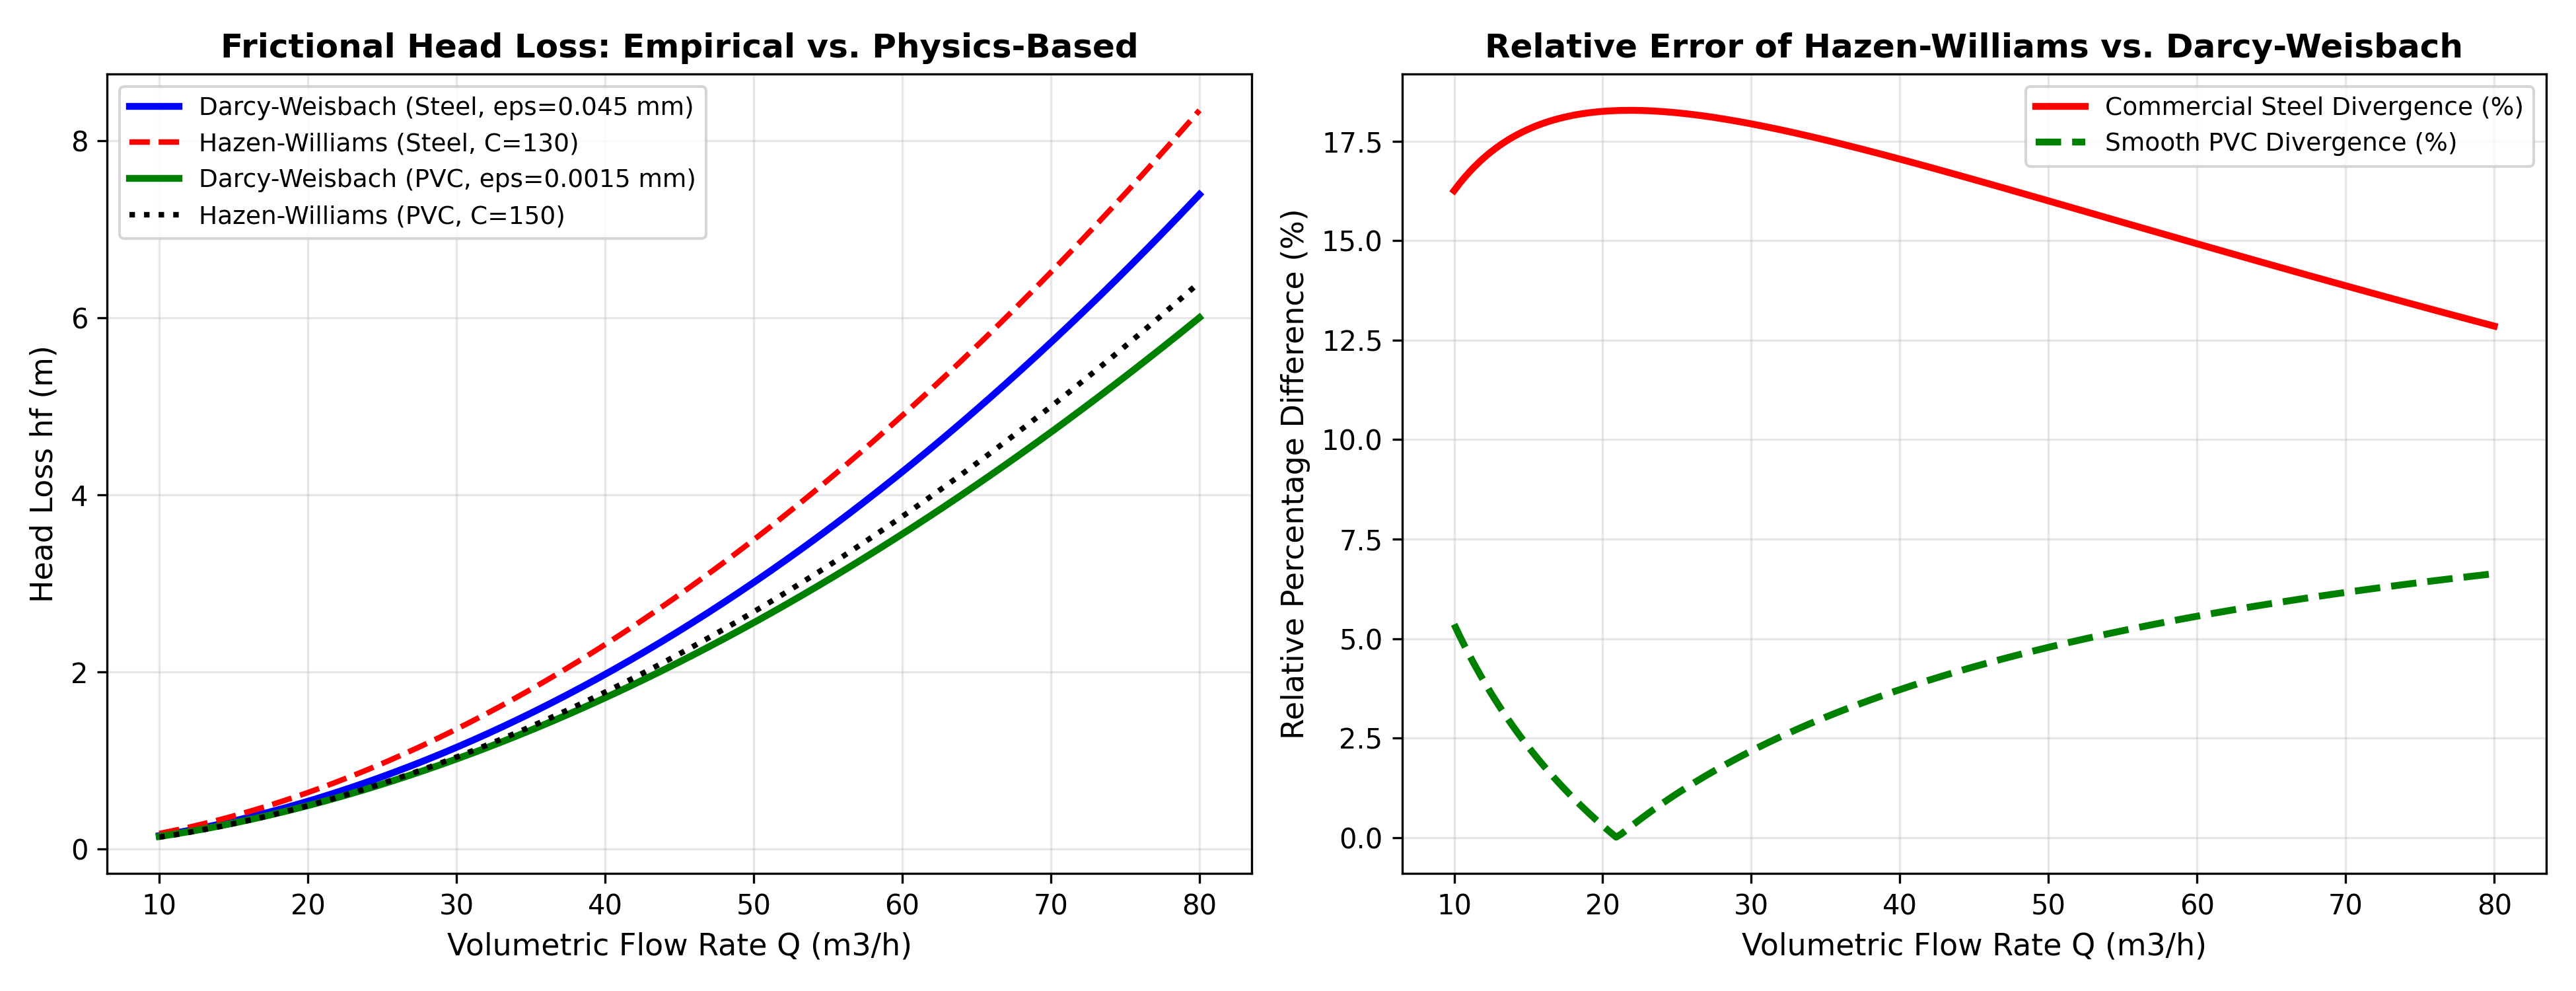 Frictional Head Loss: Empirical vs. Physics-Based
Darcy-Weisbach (Steel, eps=0.045 mm)
Hazen-Williams (Steel, C=130)
Darcy-Weisbach (PVC, eps=0.0015 mm)
Hazen-Williams (PVC, C=150)
Head Loss hf (m)
8
6
4
2
0
10 20 30 40 50 60 70 80
Volumetric Flow Rate Q (m3/h)
Relative Error of Hazen-Williams vs. Darcy-Weisbach
Commercial Steel Divergence (%)
Smooth PVC Divergence (%)
Relative Percentage Difference (%)
17.5
15.0
12.5
10.0
7.5
5.0
2.5
0.0
10 20 30 40 50 60 70 80
Volumetric Flow Rate Q (m3/h)